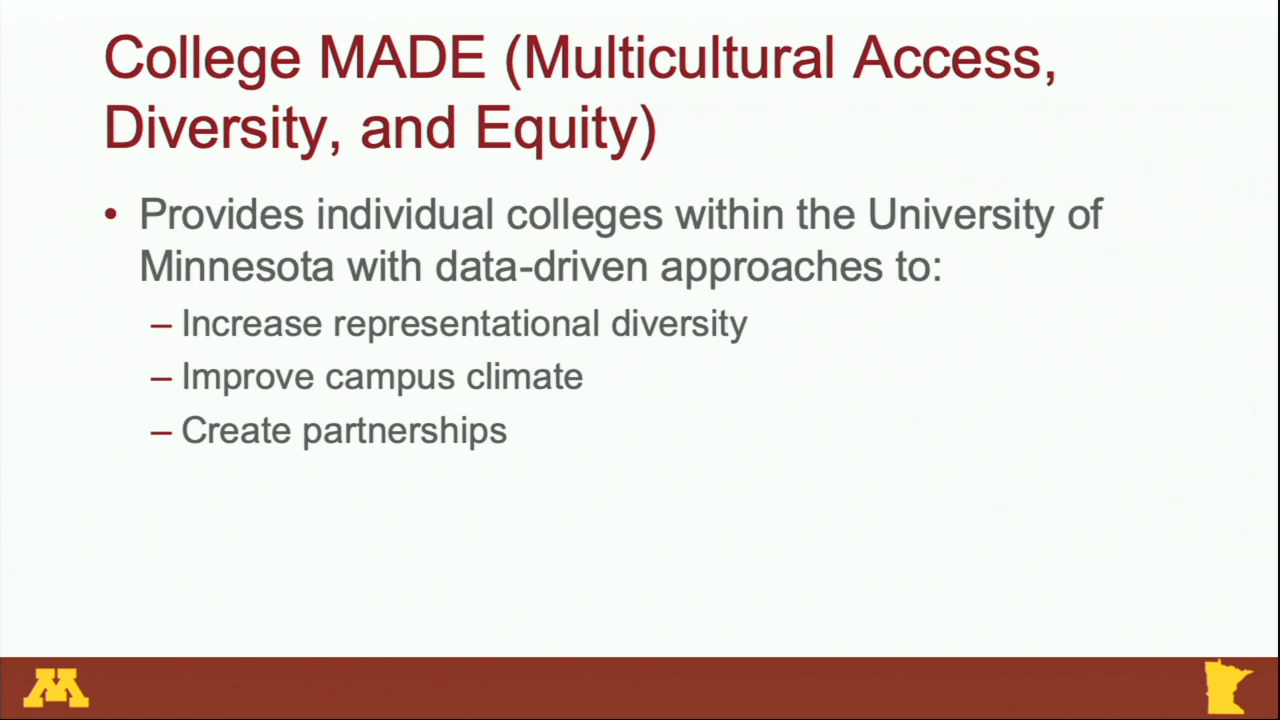 College MADE (Multicultural Access,
Diversity, and Equity)
• Provides individual colleges within the University of
Minnesota with data-driven approaches to:
– Increase representational diversity
– Improve campus climate
– Create partnerships
M